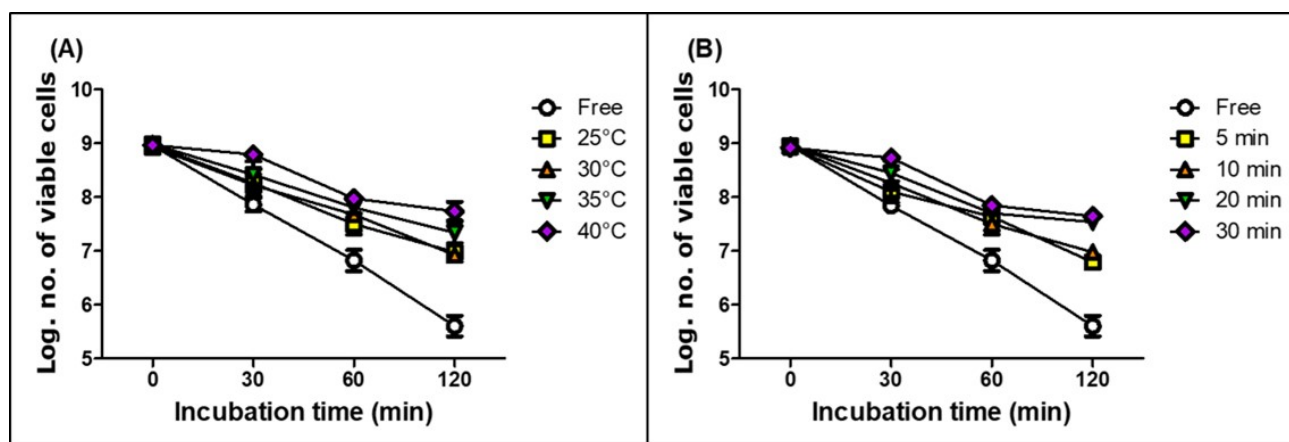 (A)
Log. no. of viable cells
10
9
8
7
6
5
0 30 60 120
Incubation time (min)
Free
25°C
30°C
35°C
40°C
(B)
Log. no. of viable cells
10
9
8
7
6
5
0 30 60 120
Incubation time (min)
Free
5 min
10 min
20 min
30 min